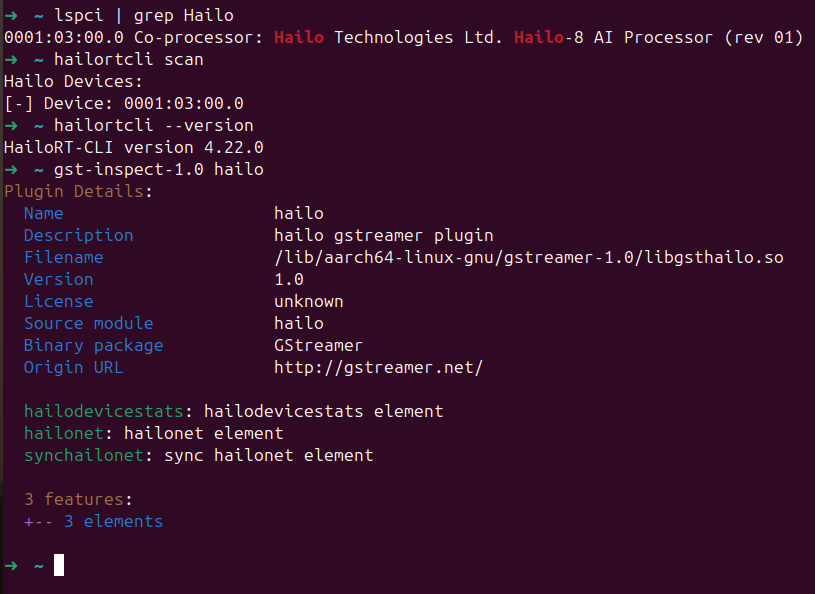 ➜ ~ lspci | grep Hailo
0001:03:00.0 Co-processor: Hailo Technologies Ltd. Hailo-8 AI Processor (rev 01)
➜ ~ hailortcli scan
Hailo Devices:
[-] Device: 0001:03:00.0
➜ ~ hailortcli --version
HailoRT-CLI version 4.22.0
➜ ~ gst-inspect-1.0 hailo
Plugin Details:
Name hailo
Description hailo gstreamer plugin
Filename /lib/aarch64-linux-gnu/gstreamer-1.0/libgsthailo.so
Version 1.0
License unknown
Source module hailo
Binary package GStreamer
Origin URL http://gstreamer.net/
hailodevicestats: hailodevicestats element
hailonet: hailonet element
synchailonet: sync hailonet element
3 features:
+-- 3 elements
➜ ~